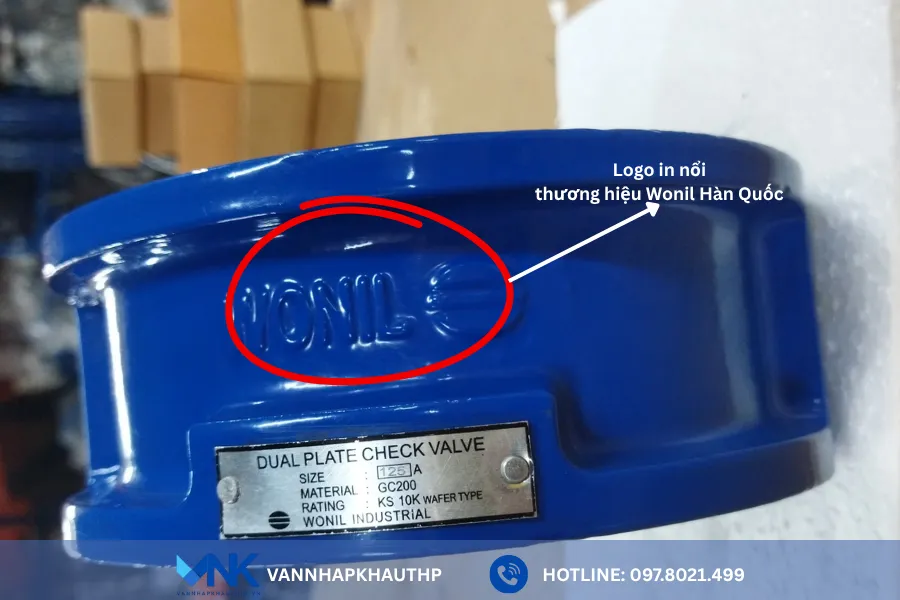 Logo in nổi
thương hiệu Wonil Hàn Quốc
WONIL
DUAL PLATE CHECK VALVE
SIZE : 125 A
MATERIAL : GC200
RATING : KS 10K WAFER TYPE
WONIL INDUSTRIAL
VNK
VANNHAPKHAUTHP
HOTLINE: 097.8021.499